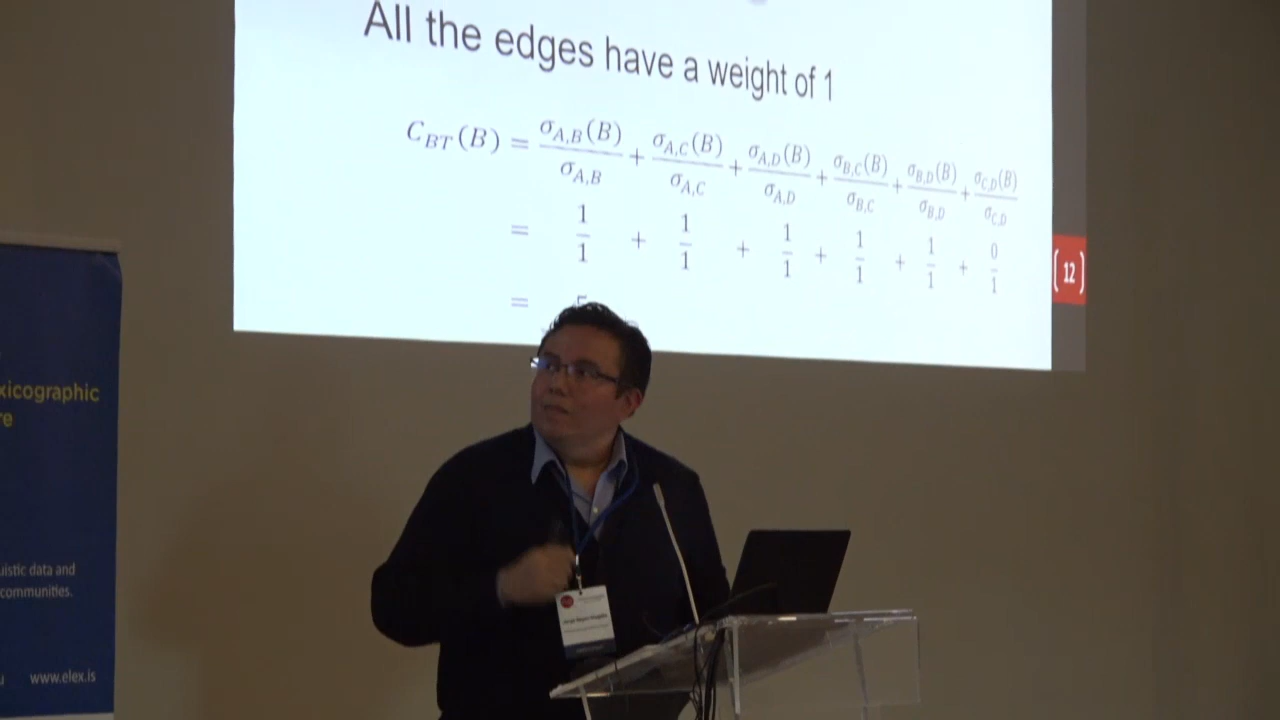 All the edges have a weight of 1
C_BT(B) = σ_A,B(B)/σ_A,B + σ_A,C(B)/σ_A,C + σ_A,D(B)/σ_A,D + σ_B,C(B)/σ_B,C + σ_B,D(B)/σ_B,D + σ_C,D(B)/σ_C,D
= 1/1 + 1/1 + 1/1 + 1/1 + 1/1 + 0/1
=
12
xicographic
re
uistic data and
communities.
www.elex.is